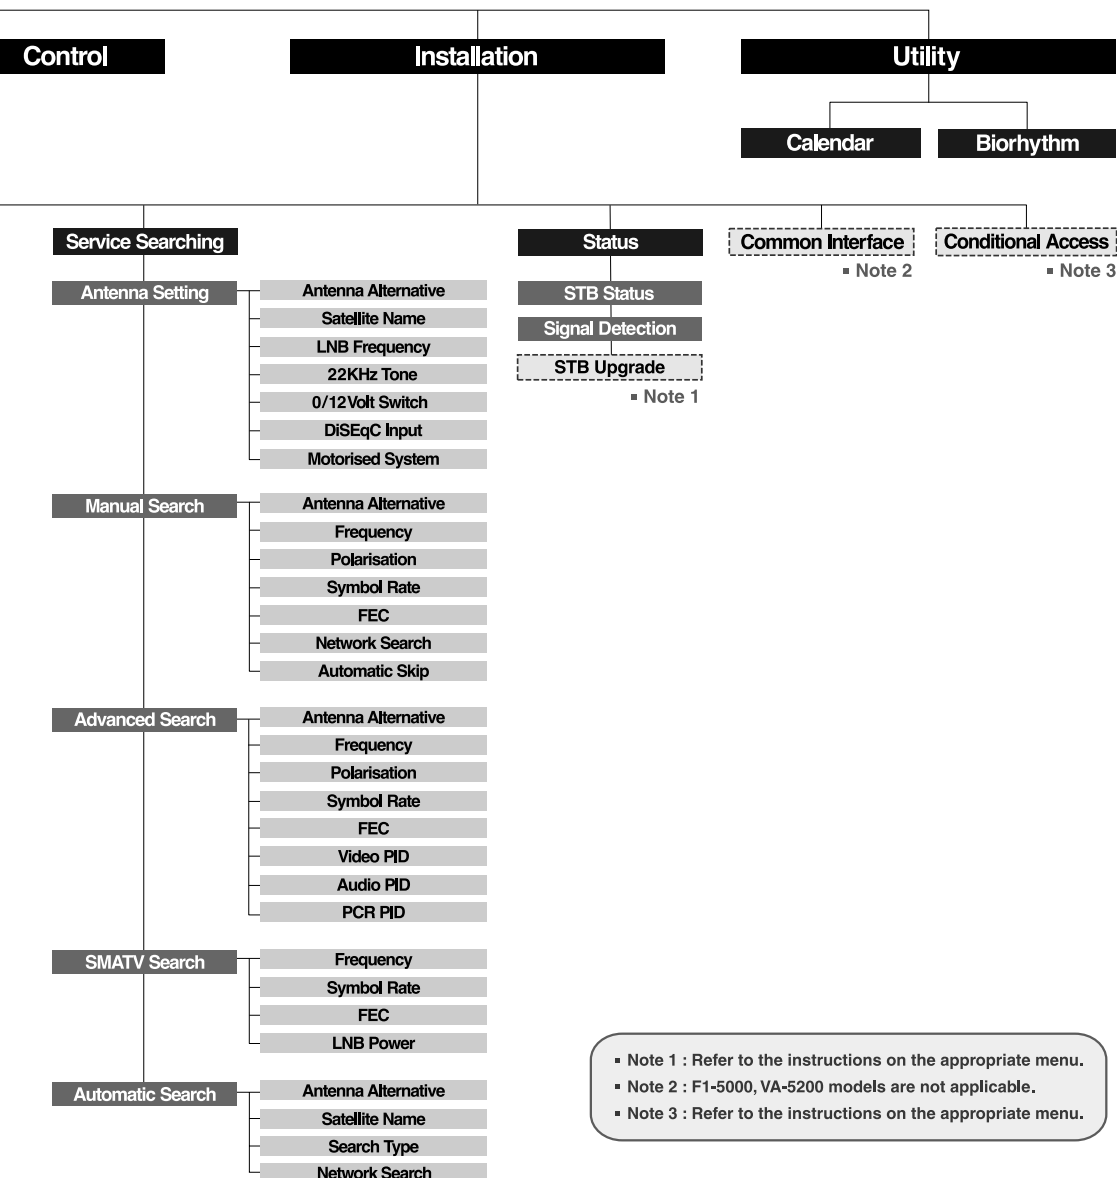 Control
Installation
Utility
Calendar
Biorhythm
Service Searching
Status
Common Interface
Conditional Access
▪ Note 2
▪ Note 3
Antenna Setting
Antenna Alternative
Satellite Name
LNB Frequency
22KHz Tone
0/12Volt Switch
DiSEqC Input
Motorised System
STB Status
Signal Detection
STB Upgrade
▪ Note 1
Manual Search
Antenna Alternative
Frequency
Polarisation
Symbol Rate
FEC
Network Search
Automatic Skip
Advanced Search
Antenna Alternative
Frequency
Polarisation
Symbol Rate
FEC
Video PID
Audio PID
PCR PID
SMATV Search
Frequency
Symbol Rate
FEC
LNB Power
Automatic Search
Antenna Alternative
Satellite Name
Search Type
Network Search
▪ Note 1 : Refer to the instructions on the appropriate menu.
▪ Note 2 : F1-5000, VA-5200 models are not applicable.
▪ Note 3 : Refer to the instructions on the appropriate menu.